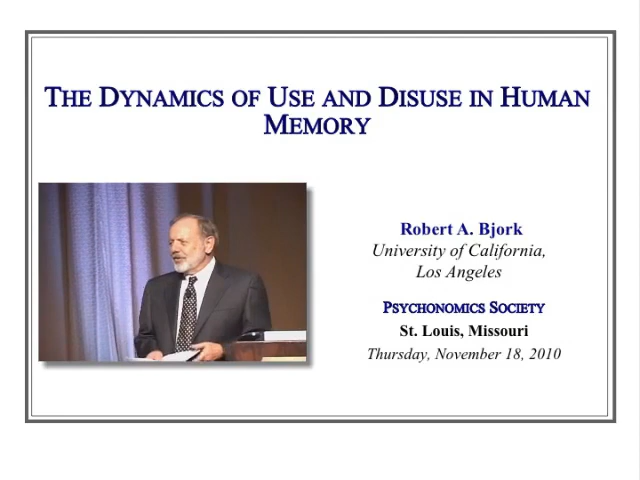 THE DYNAMICS OF USE AND DISUSE IN HUMAN
MEMORY
Robert A. Bjork
University of California,
Los Angeles
PSYCHONOMICS SOCIETY
St. Louis, Missouri
Thursday, November 18, 2010